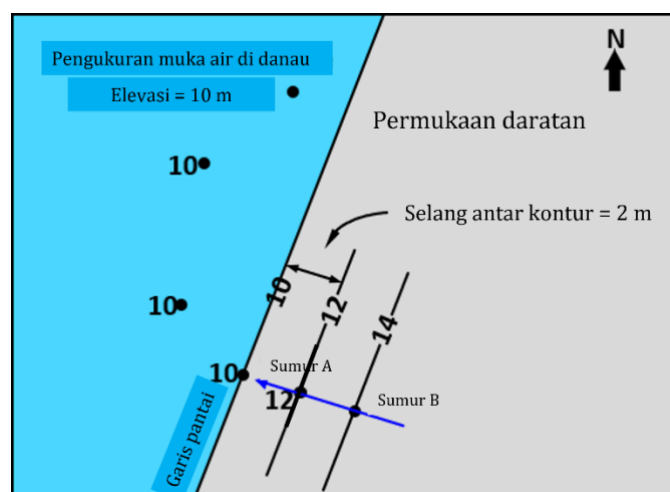 Pengukuran muka air di danau
Elevasi = 10 m
N
Permukaan daratan
10
Selang antar kontur = 2 m
10
12
10
14
10
Sumur A
12
Sumur B
Garis pantai